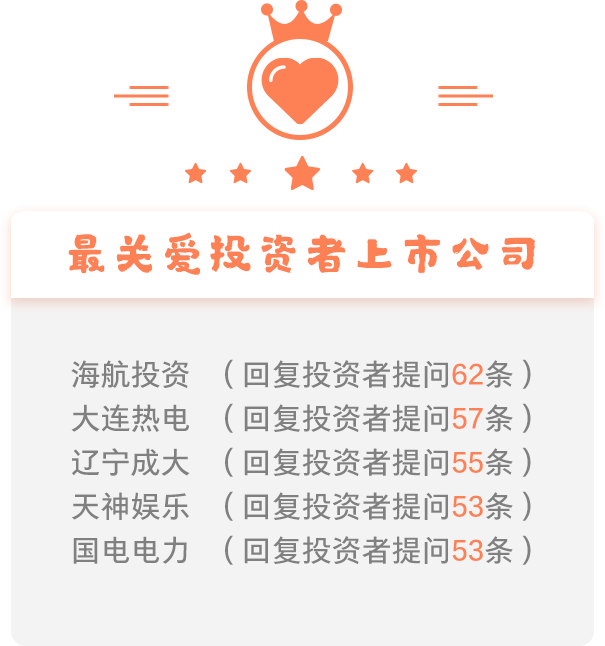 最关爱投资者上市公司
海航投资 （回复投资者提问62条）
大连热电 （回复投资者提问57条）
辽宁成大 （回复投资者提问55条）
天神娱乐 （回复投资者提问53条）
国电电力 （回复投资者提问53条）